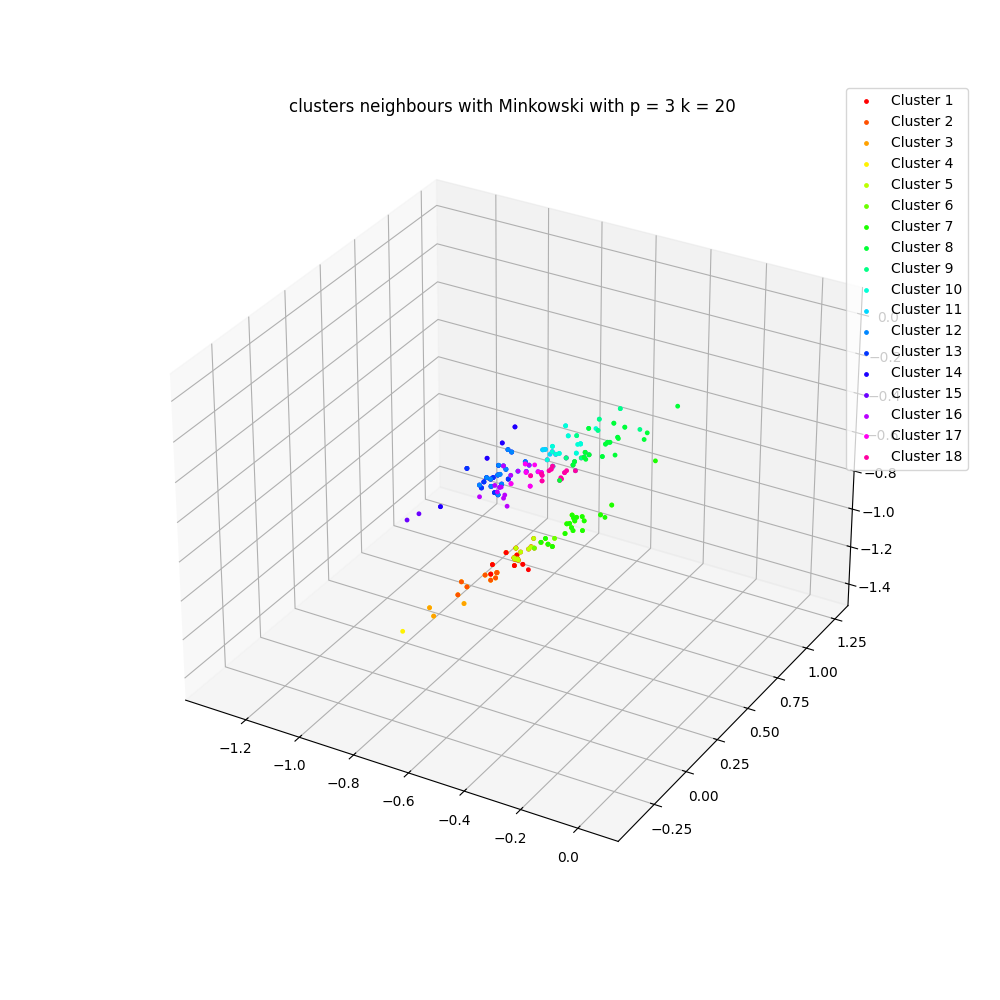 clusters neighbours with Minkowski with p = 3 k = 20
Cluster 1
Cluster 2
Cluster 3
Cluster 4
Cluster 5
Cluster 6
Cluster 7
Cluster 8
Cluster 9
Cluster 10
Cluster 11
Cluster 12
Cluster 13
Cluster 14
Cluster 15
Cluster 16
Cluster 17
Cluster 18
0.0
−0.2
−0.8
−1.0
−1.2
−1.4
1.25
1.00
0.75
0.50
0.25
0.00
−0.25
−1.2
−1.0
−0.8
−0.6
−0.4
−0.2
0.0